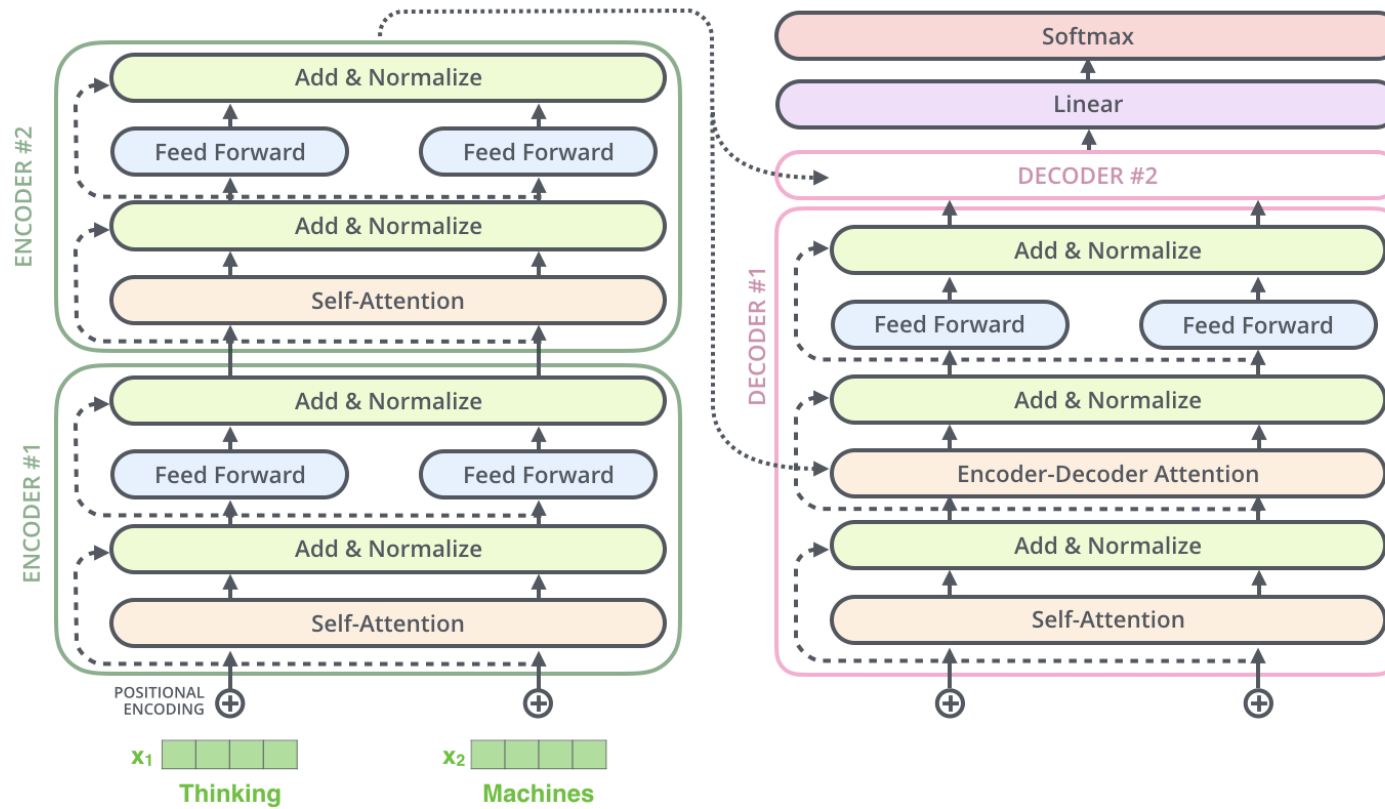 ENCODER #2
Add & Normalize
Feed Forward
Feed Forward
Add & Normalize
Self-Attention
ENCODER #1
Add & Normalize
Feed Forward
Feed Forward
Add & Normalize
Self-Attention
POSITIONAL
ENCODING
x₁
x₂
Thinking
Machines
Softmax
Linear
DECODER #2
DECODER #1
Add & Normalize
Feed Forward
Feed Forward
Add & Normalize
Encoder-Decoder Attention
Add & Normalize
Self-Attention